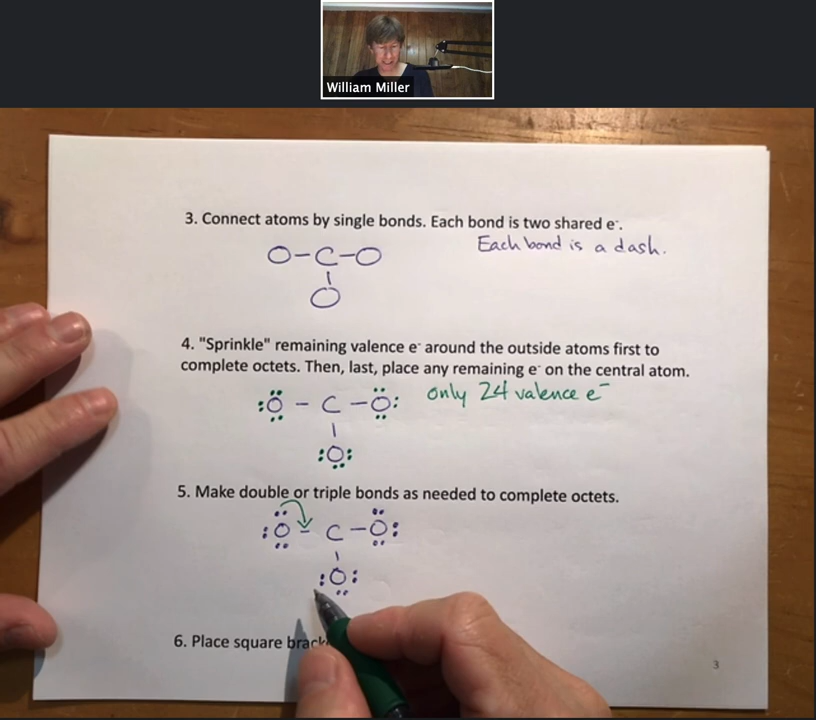 William Miller
3. Connect atoms by single bonds. Each bond is two shared e⁻.
Each bond is a dash.
O–C–O
|
O
4. "Sprinkle" remaining valence e⁻ around the outside atoms first to
complete octets. Then, last, place any remaining e⁻ on the central atom.
only 24 valence e⁻
:Ö – C – Ö:
|
:O:
5. Make double or triple bonds as needed to complete octets.
:Ö – C – Ö:
|
:O:
6. Place square
3